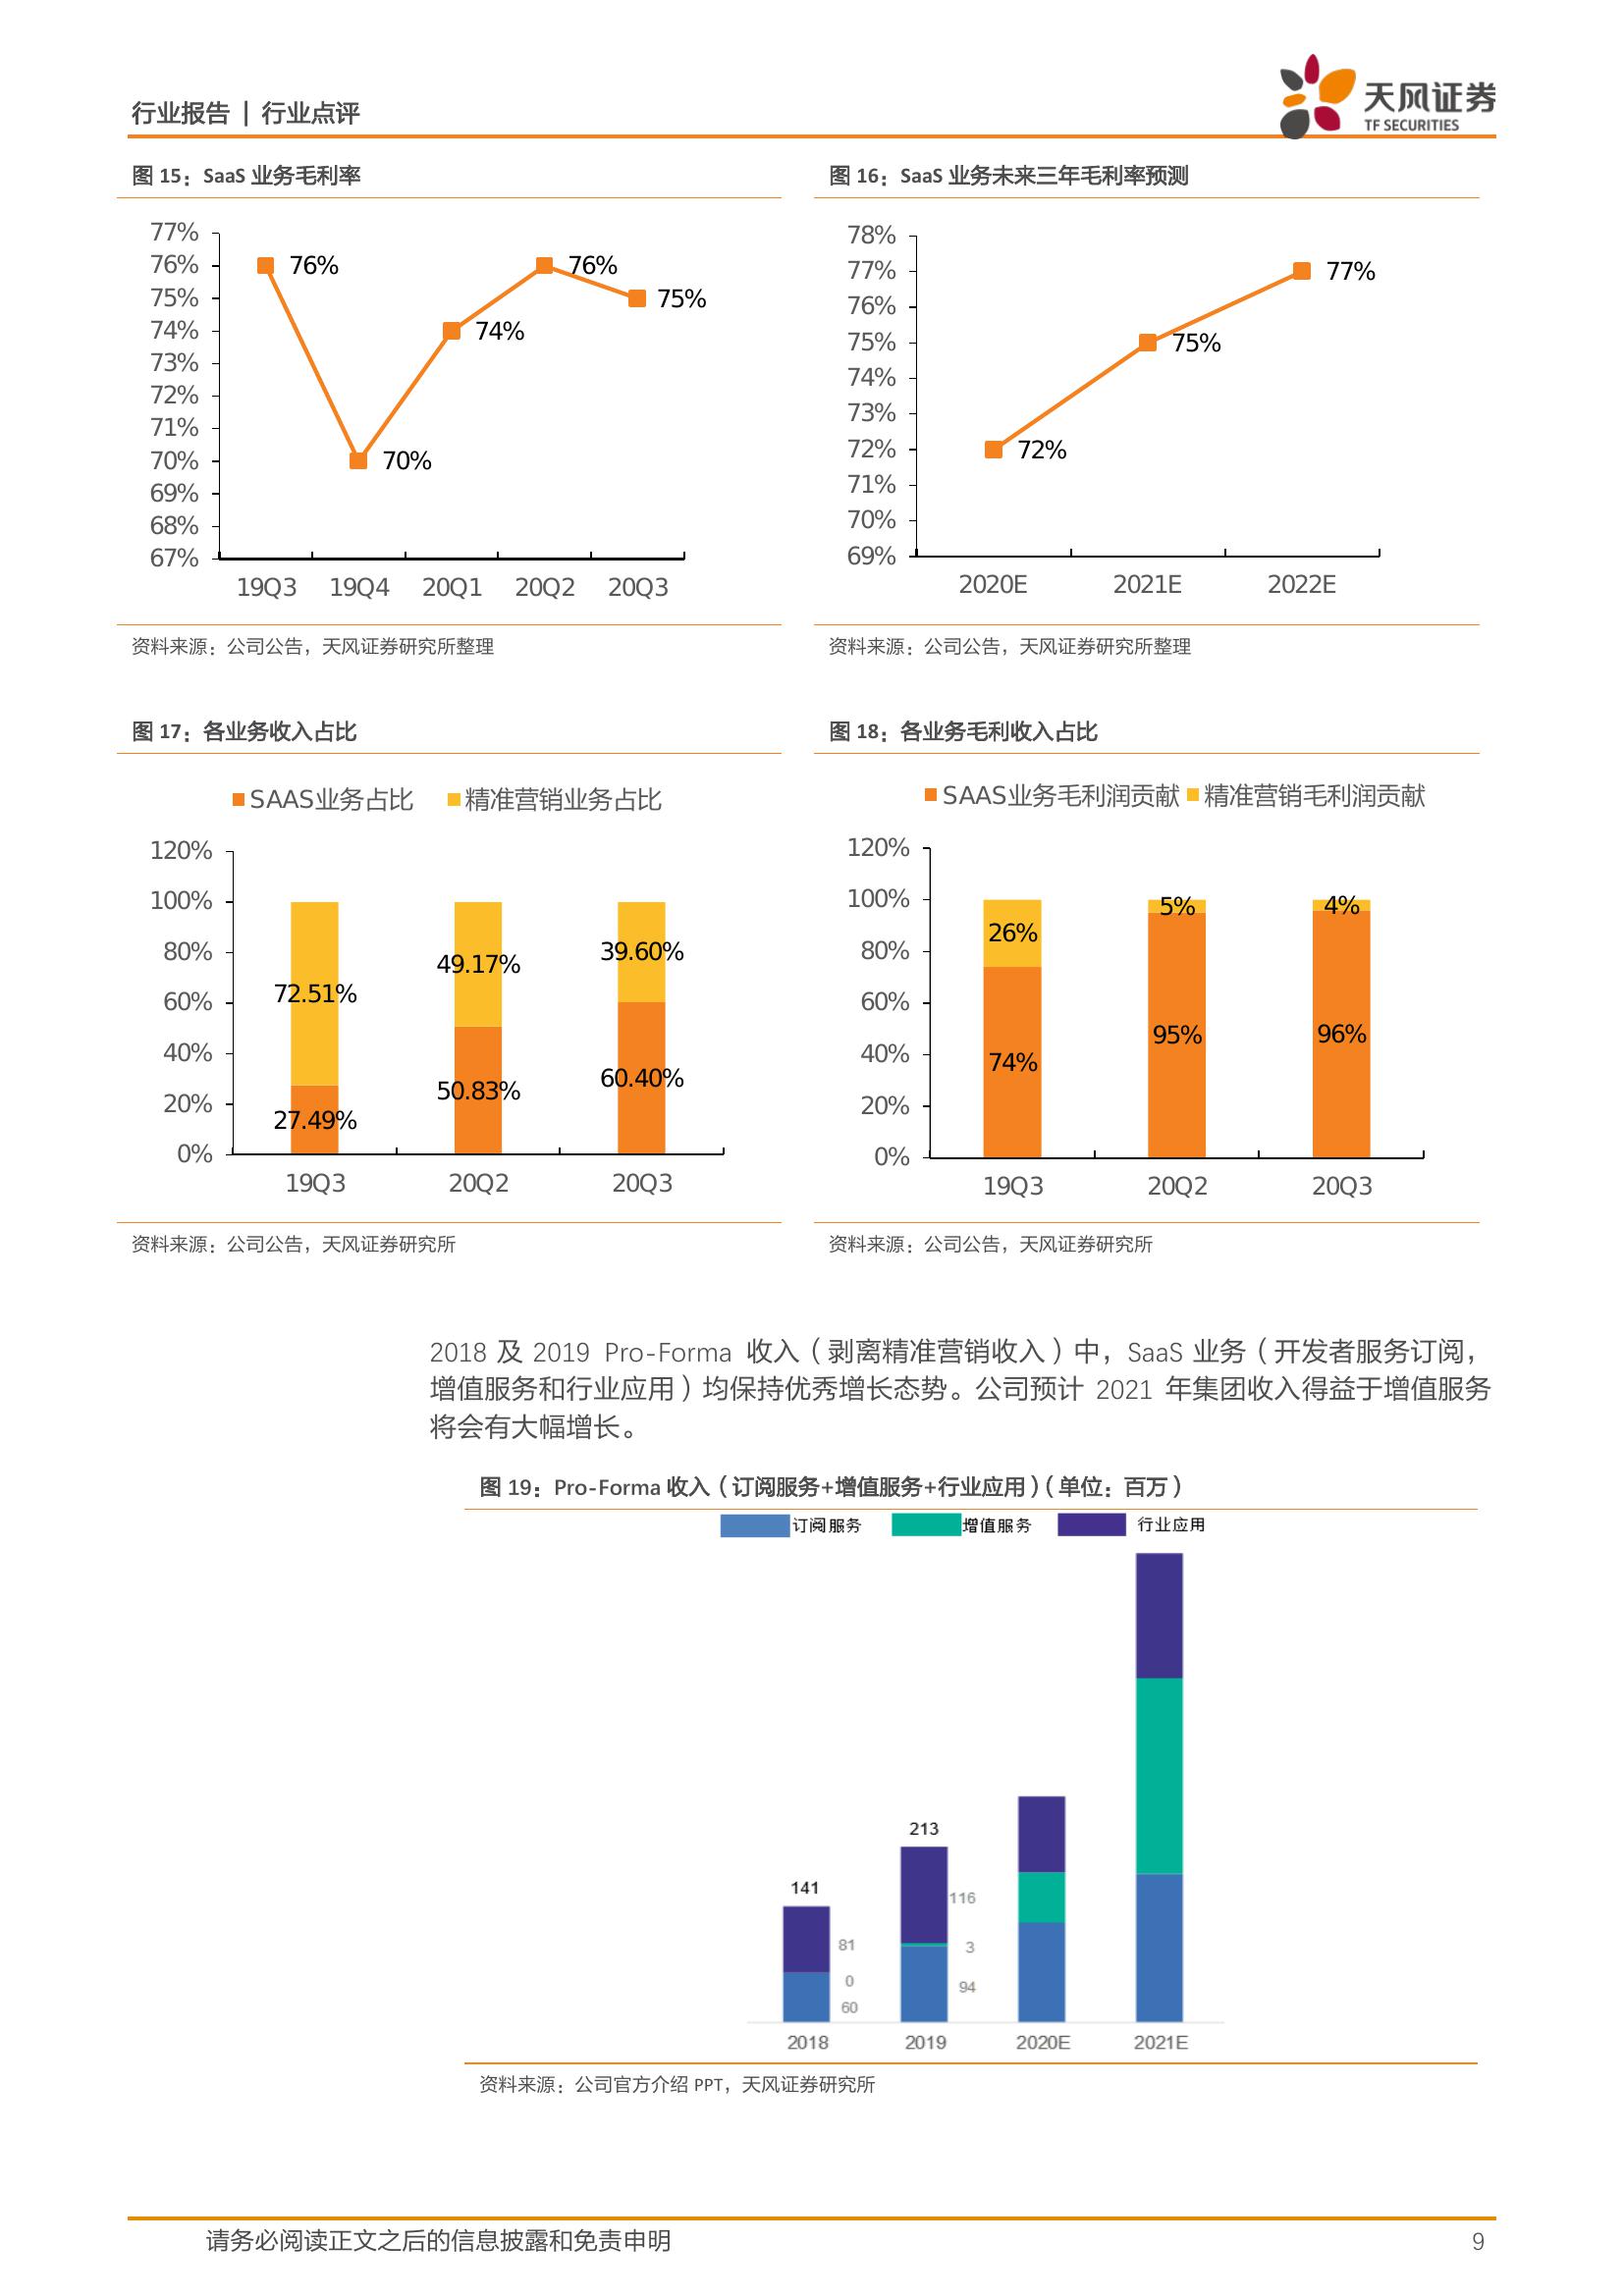 行业报告 | 行业点评
天风证券
TF SECURITIES
图 15：SaaS 业务毛利率
77%
76%
75%
74%
73%
72%
71%
70%
69%
68%
67%
76%
70%
74%
76%
75%
19Q3 19Q4 20Q1 20Q2 20Q3
资料来源：公司公告，天风证券研究所整理
图 16：SaaS 业务未来三年毛利率预测
78%
77%
76%
75%
74%
73%
72%
71%
70%
69%
72%
75%
77%
2020E 2021E 2022E
资料来源：公司公告，天风证券研究所整理
图 17：各业务收入占比
SAAS业务占比 精准营销业务占比
120%
100%
80%
60%
40%
20%
0%
72.51%
27.49%
49.17%
50.83%
39.60%
60.40%
19Q3 20Q2 20Q3
资料来源：公司公告，天风证券研究所
图 18：各业务毛利收入占比
SAAS业务毛利润贡献 精准营销毛利润贡献
120%
100%
80%
60%
40%
20%
0%
26%
74%
5%
95%
4%
96%
19Q3 20Q2 20Q3
资料来源：公司公告，天风证券研究所
2018 及 2019 Pro-Forma 收入（剥离精准营销收入）中，SaaS 业务（开发者服务订阅，
增值服务和行业应用）均保持优秀增长态势。公司预计 2021 年集团收入得益于增值服务
将会有大幅增长。
图 19：Pro-Forma 收入（订阅服务+增值服务+行业应用）（单位：百万）
订阅服务 增值服务 行业应用
141
81
0
60
213
116
3
94
2018 2019 2020E 2021E
资料来源：公司官方介绍 PPT，天风证券研究所
请务必阅读正文之后的信息披露和免责申明 9